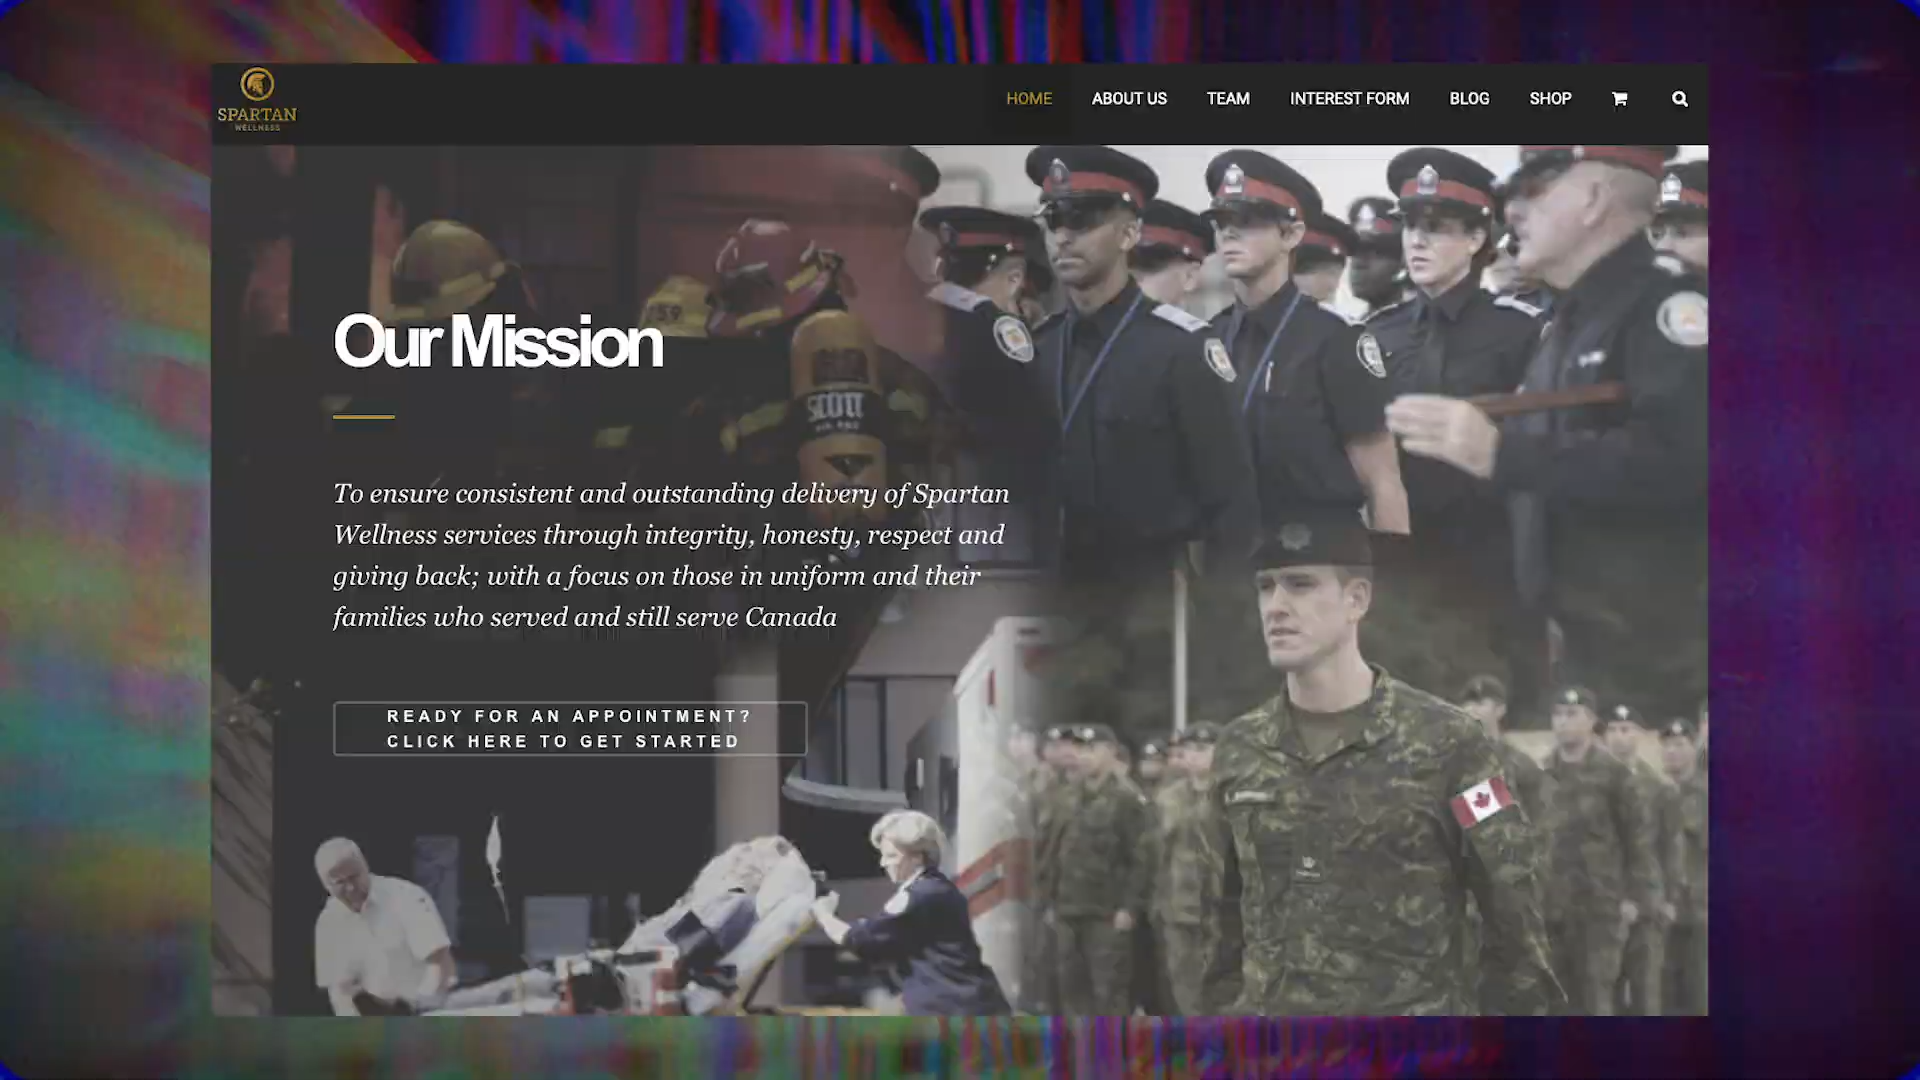 SPARTAN
WELLNESS
HOME
ABOUT US
TEAM
INTEREST FORM
BLOG
SHOP
Our Mission
759
SCOTT
To ensure consistent and outstanding delivery of Spartan
Wellness services through integrity, honesty, respect and
giving back; with a focus on those in uniform and their
families who served and still serve Canada
READY FOR AN APPOINTMENT?
CLICK HERE TO GET STARTED